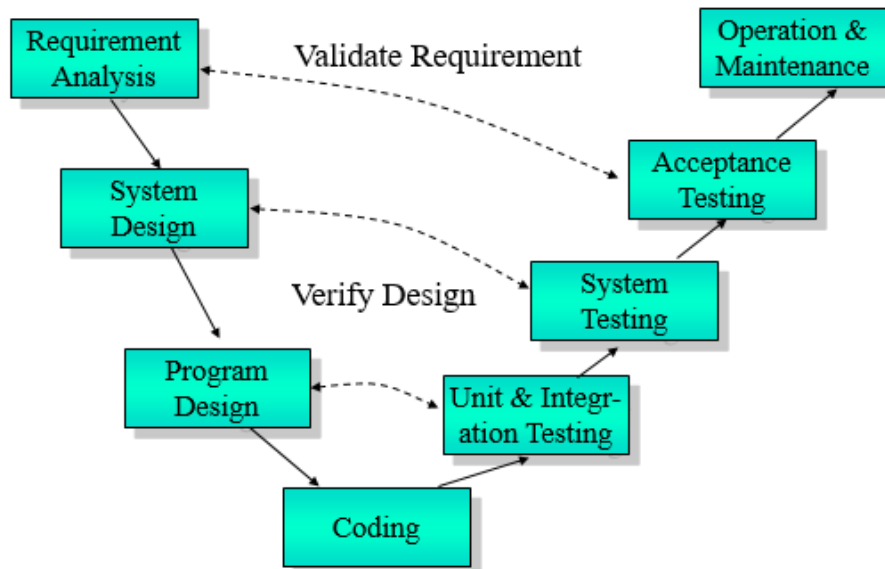 Requirement
Analysis
Validate Requirement
Operation &
Maintenance
System
Design
Acceptance
Testing
Verify Design
System
Testing
Program
Design
Unit & Integr-
ation Testing
Coding